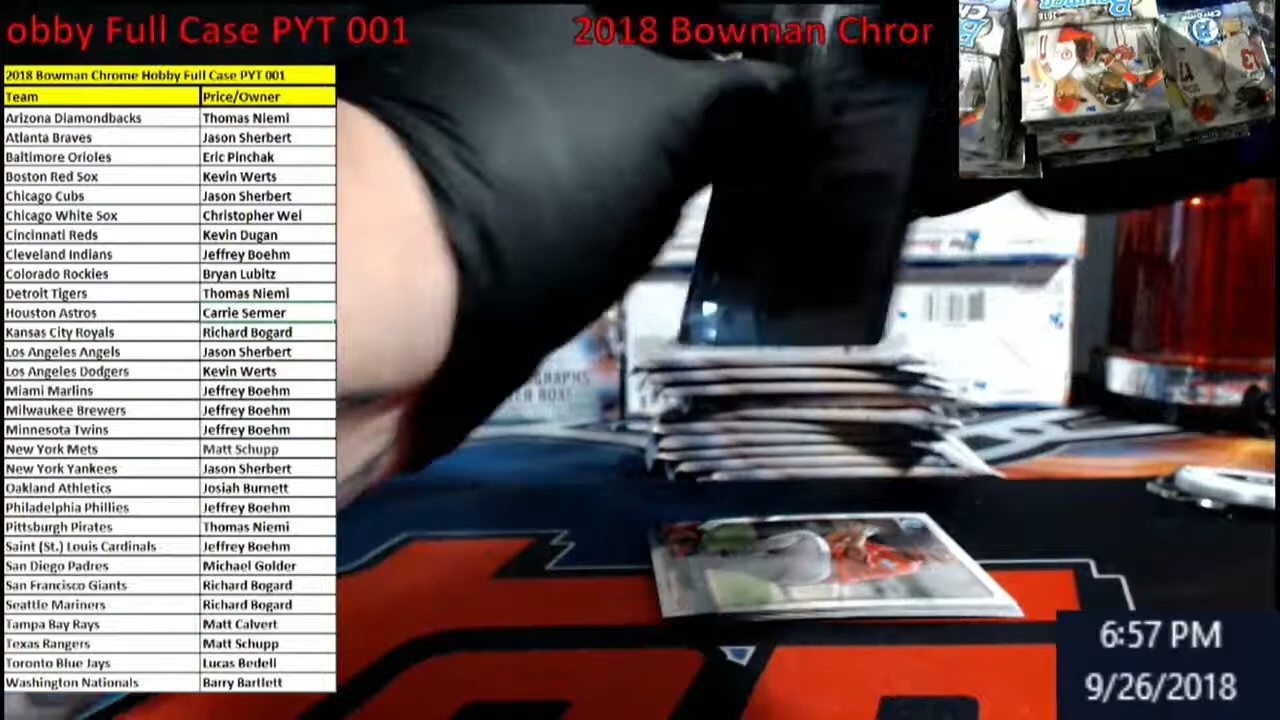 obby Full Case PYT 001 2018 Bowman Chror
2018 Bowman Chrome Hobby Full Case PYT 001
Team Price/Owner
Arizona Diamondbacks Thomas Niemi
Atlanta Braves Jason Sherbert
Baltimore Orioles Eric Pinchak
Boston Red Sox Kevin Werts
Chicago Cubs Jason Sherbert
Chicago White Sox Christopher Wel
Cincinnati Reds Kevin Dugan
Cleveland Indians Jeffrey Boehm
Colorado Rockies Bryan Lubitz
Detroit Tigers Thomas Niemi
Houston Astros Carrie Sermer
Kansas City Royals Richard Bogard
Los Angeles Angels Jason Sherbert
Los Angeles Dodgers Kevin Werts
Miami Marlins Jeffrey Boehm
Milwaukee Brewers Jeffrey Boehm
Minnesota Twins Jeffrey Boehm
New York Mets Matt Schupp
New York Yankees Jason Sherbert
Oakland Athletics Josiah Burnett
Philadelphia Phillies Jeffrey Boehm
Pittsburgh Pirates Thomas Niemi
Saint (St.) Louis Cardinals Jeffrey Boehm
San Diego Padres Michael Golder
San Francisco Giants Richard Bogard
Seattle Mariners Richard Bogard
Tampa Bay Rays Matt Calvert
Texas Rangers Matt Schupp
Toronto Blue Jays Lucas Bedell
Washington Nationals Barry Bartlett
6:57 PM
9/26/2018